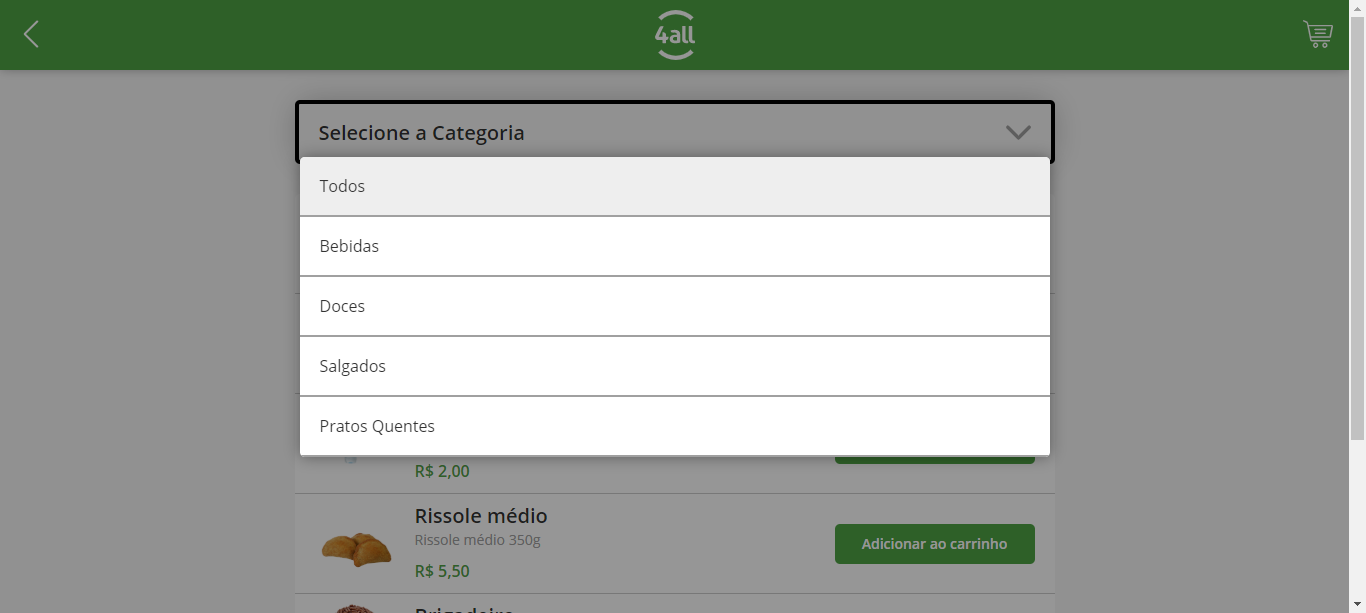 4all
Selecione a Categoria
Todos
Bebidas
Doces
Salgados
Pratos Quentes
R$ 2,00
Rissole médio
Rissole médio 350g
R$ 5,50
Adicionar ao carrinho
Brigadeiro